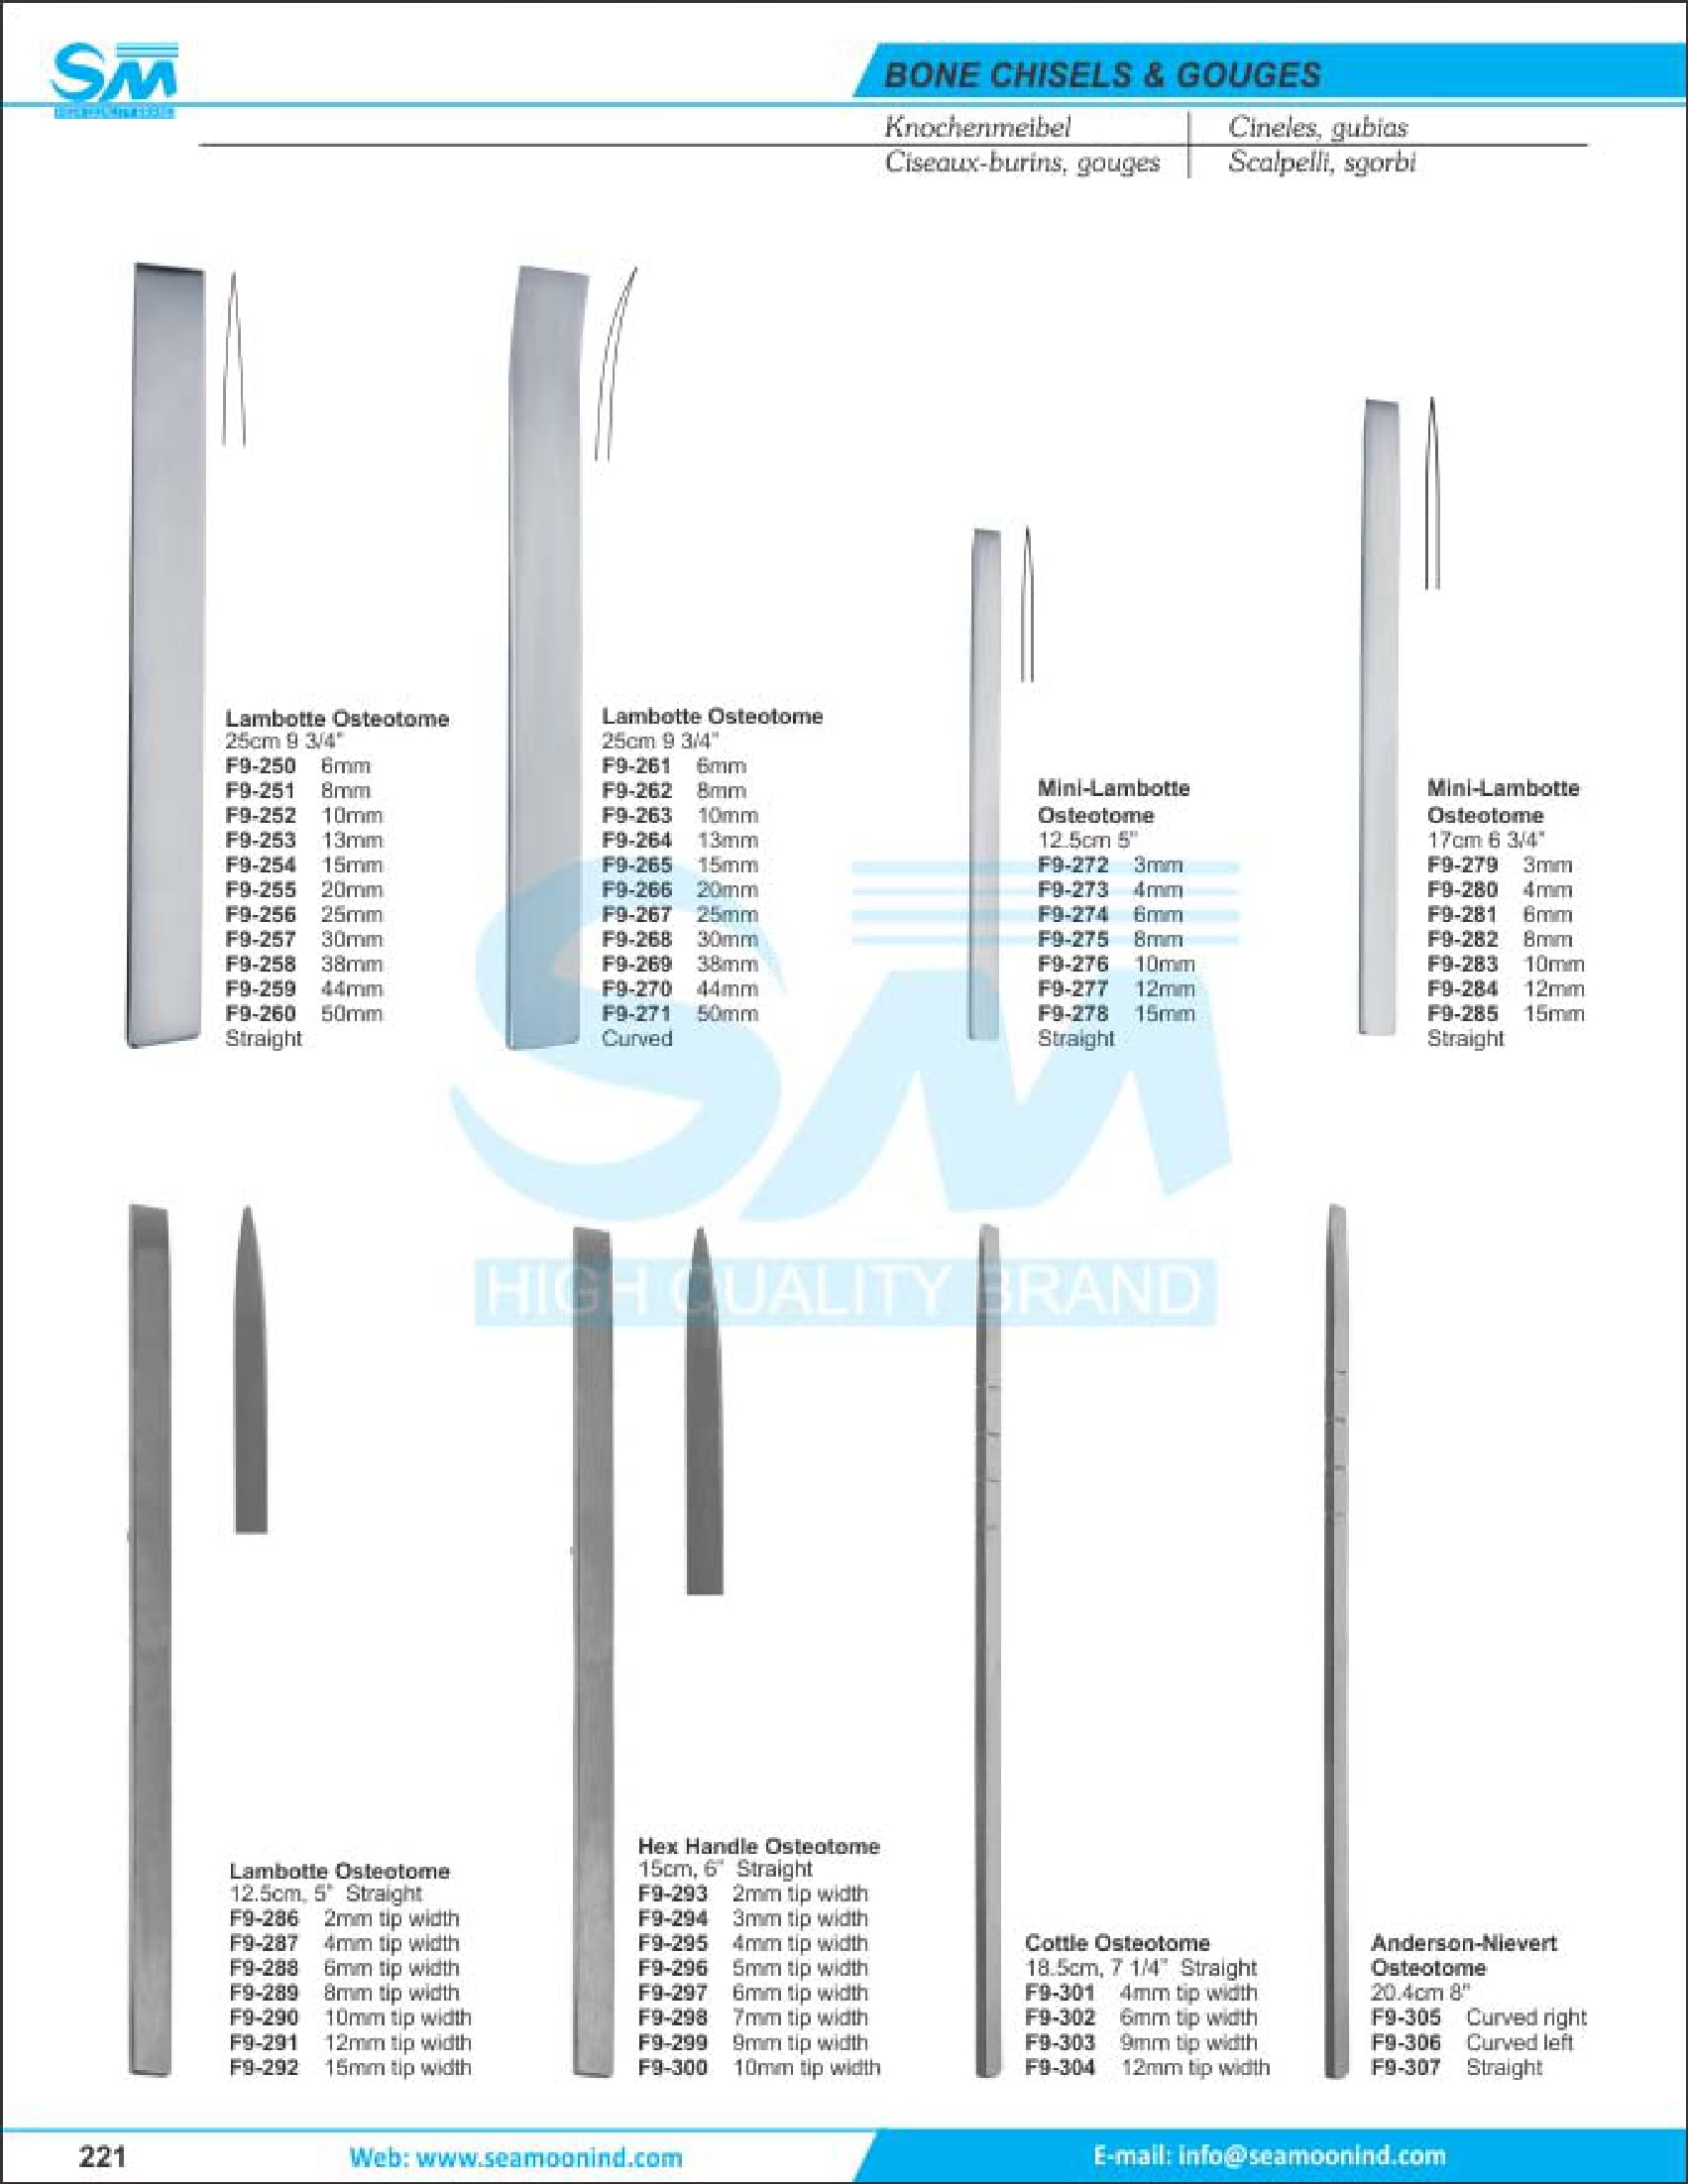 SM
BONE CHISELS & GOUGES
Knochenmeibel
Cineles, gubias
Ciseaux-burins, gouges
Scalpelli, sgorbi
Lambotte Osteotome
25cm 9 3/4"
F9-250 6mm
F9-251 8mm
F9-252 10mm
F9-253 13mm
F9-254 15mm
F9-255 20mm
F9-256 25mm
F9-257 30mm
F9-258 38mm
F9-259 44mm
F9-260 50mm
Straight
Lambotte Osteotome
25cm 9 3/4"
F9-261 6mm
F9-262 8mm
F9-263 10mm
F9-264 13mm
F9-265 15mm
F9-266 20mm
F9-267 25mm
F9-268 30mm
F9-269 38mm
F9-270 44mm
F9-271 50mm
Curved
Mini-Lambotte
Osteotome
12.5cm 5"
F9-272 3mm
F9-273 4mm
F9-274 6mm
F9-275 8mm
F9-276 10mm
F9-277 12mm
F9-278 15mm
Straight
Mini-Lambotte
Osteotome
17cm 6 3/4"
F9-279 3mm
F9-280 4mm
F9-281 6mm
F9-282 8mm
F9-283 10mm
F9-284 12mm
F9-285 15mm
Straight
SM
HIGH QUALITY BRAND
Lambotte Osteotome
12.5cm, 5" Straight
F9-286 2mm tip width
F9-287 4mm tip width
F9-288 6mm tip width
F9-289 8mm tip width
F9-290 10mm tip width
F9-291 12mm tip width
F9-292 15mm tip width
Hex Handle Osteotome
15cm, 6" Straight
F9-293 2mm tip width
F9-294 3mm tip width
F9-295 4mm tip width
F9-296 5mm tip width
F9-297 6mm tip width
F9-298 7mm tip width
F9-299 9mm tip width
F9-300 10mm tip width
Cottle Osteotome
18.5cm, 7 1/4" Straight
F9-301 4mm tip width
F9-302 6mm tip width
F9-303 9mm tip width
F9-304 12mm tip width
Anderson-Nievert
Osteotome
20.4cm 8"
F9-305 Curved right
F9-306 Curved left
F9-307 Straight
221
Web: www.seamoonind.com
E-mail: info@seamoonind.com